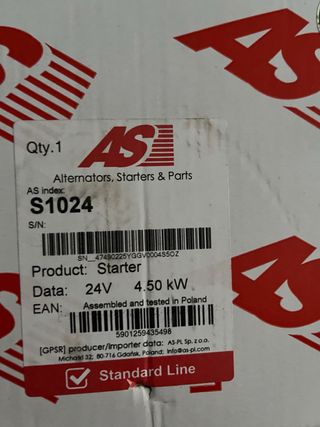 AS
Qty.1
Alternators, Starters & Parts
AS index:
S1024
S/N:
Product: Starter
Data: 24V 4.50 kW
Assembled and tested in Poland
EAN:
5901259435498
[GPSR] producer/importer data: AS-PL Sp. z o.o.
80-716 Gdańsk, Poland; info@as-pl.com
Standard Line